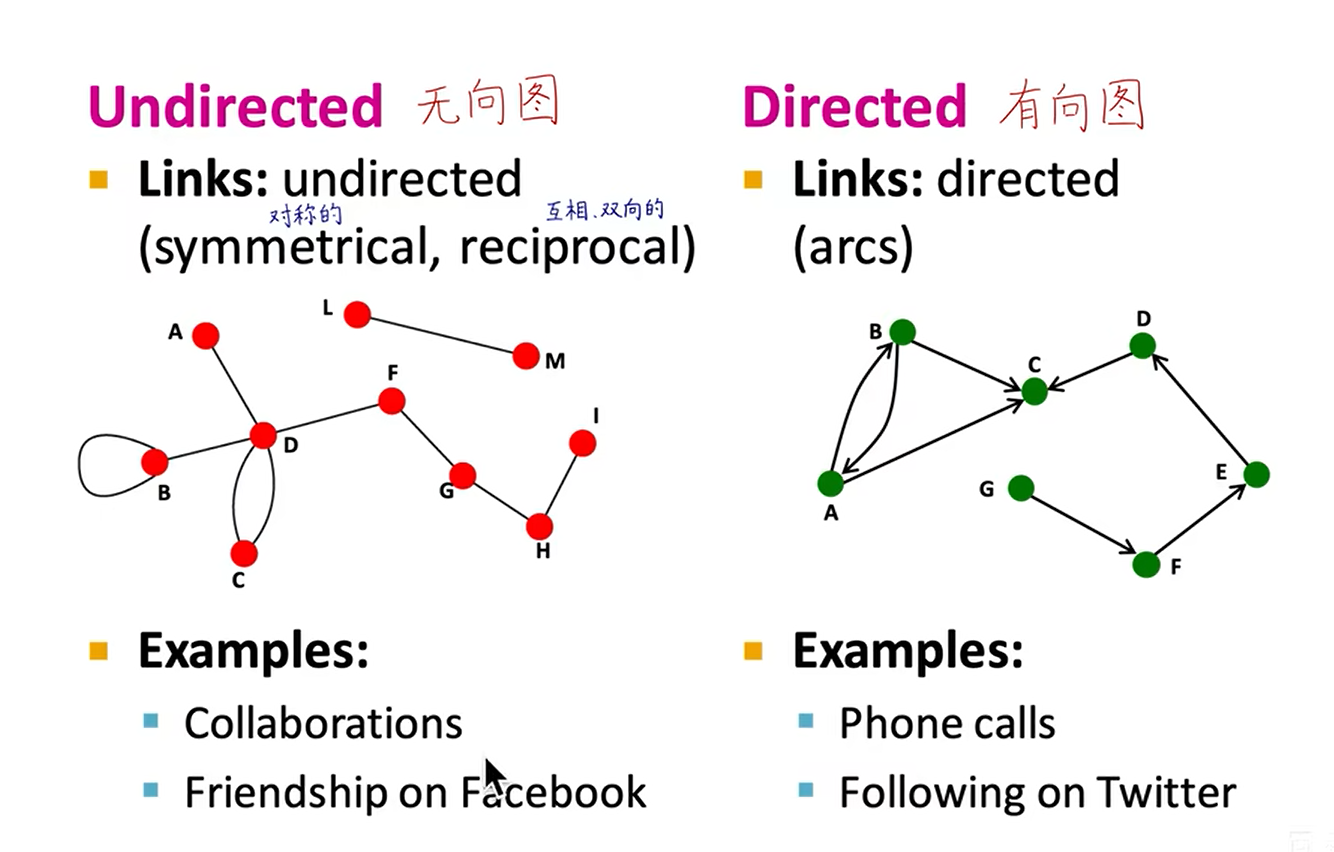 Undirected 无向图
Links: undirected
对称的 互相、双向的
(symmetrical, reciprocal)
A
L
M
F
I
D
B
G
H
C
Examples:
Collaborations
Friendship on Facebook
Directed 有向图
Links: directed
(arcs)
D
B
C
E
G
A
F
Examples:
Phone calls
Following on Twitter